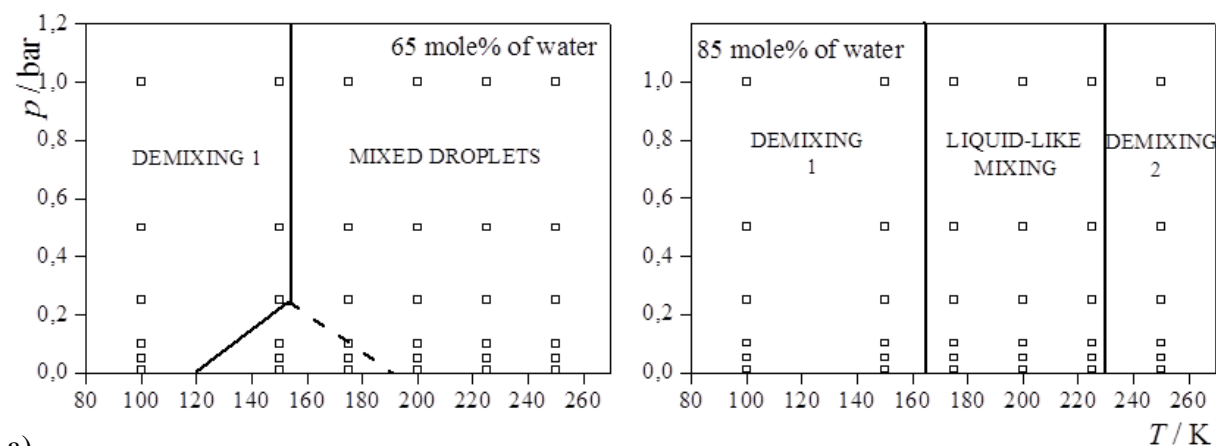 p / bar
1,2
1,0
0,8
0,6
0,4
0,2
0,0
65 mole% of water
DEMIXING 1
MIXED DROPLETS
80 100 120 140 160 180 200 220 240 260
1,0
0,8
0,6
0,4
0,2
0,0
85 mole% of water
DEMIXING
1
LIQUID-LIKE
MIXING
DEMIXING
2
80 100 120 140 160 180 200 220 240 260
T / K
a)